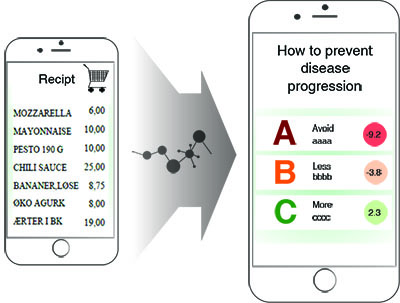 Recipt
MOZZARELLA 6,00
MAYONNAISE 10,00
PESTO 190 G 10,00
CHILI SAUCE 25,00
BANANER,LØSE 8,75
ØKO AGURK 8,00
ÆRTER I BK 19,00
How to prevent
disease
progression
A Avoid
aaaa
-9.2
B Less
bbbb
-3.8
C More
cccc
2.3